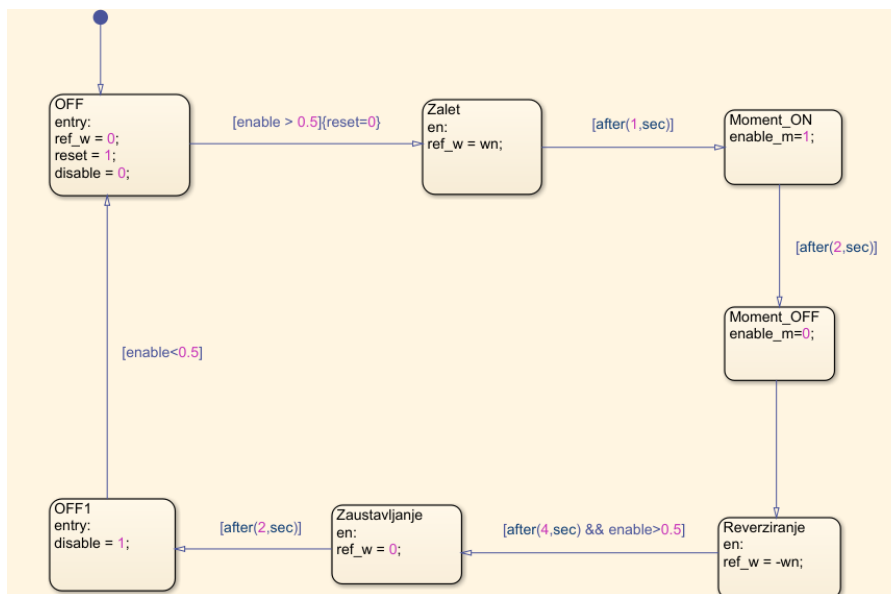 OFF
entry:
ref_w = 0;
reset = 1;
disable = 0;
[enable > 0.5]{reset=0}
Zalet
en:
ref_w = wn;
[after(1,sec)]
Moment_ON
enable_m=1;
[after(2,sec)]
Moment_OFF
enable_m=0;
Reverziranje
en:
ref_w = -wn;
[after(4,sec) && enable>0.5]
Zaustavljanje
en:
ref_w = 0;
[after(2,sec)]
OFF1
entry:
disable = 1;
[enable<0.5]